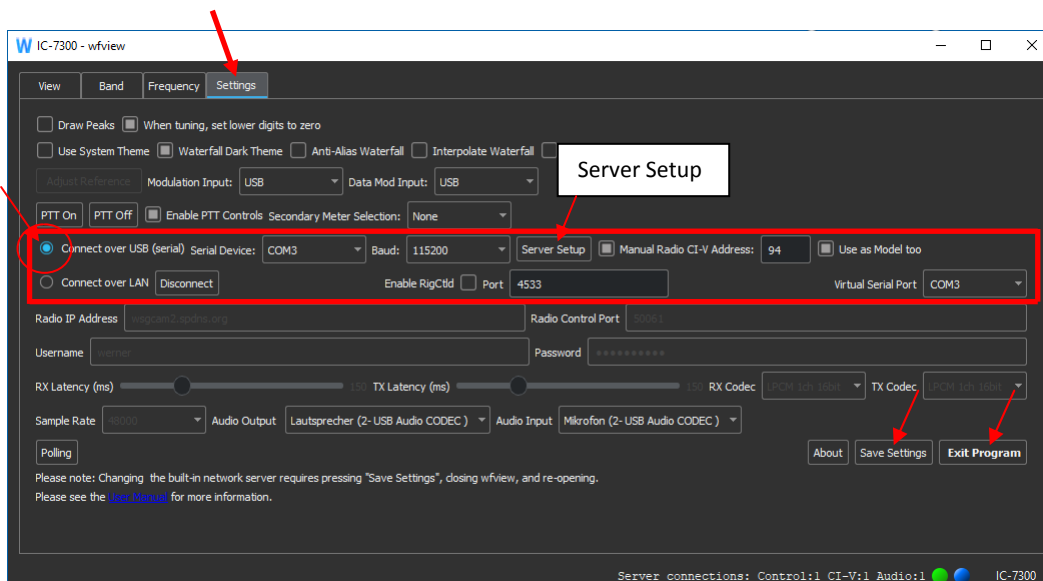 W IC-7300 - wfview
View Band Frequency Settings
Draw Peaks When tuning, set lower digits to zero
Use System Theme Waterfall Dark Theme Anti-Alias Waterfall Interpolate Waterfall
Server Setup
Adjust Reference Modulation Input: USB Data Mod Input: USB
PTT On PTT Off Enable PTT Controls Secondary Meter Selection: None
Connect over USB (serial) Serial Device: COM3 Baud: 115200 Server Setup Manual Radio CI-V Address: 94 Use as Model too
Connect over LAN Disconnect Enable RigCtld Port 4533 Virtual Serial Port COM3
Radio IP Address wsgcam2.spdns.org Radio Control Port 50061
Username werner Password ●●●●●●●●●●
RX Latency (ms) 150 TX Latency (ms) 150 RX Codec LPCM 1ch 16bit TX Codec LPCM 1ch 16bit
Sample Rate 48000 Audio Output Lautsprecher (2- USB Audio CODEC ) Audio Input Mikrofon (2- USB Audio CODEC )
Polling About Save Settings Exit Program
Please note: Changing the built-in network server requires pressing "Save Settings", closing wfview, and re-opening.
Please see the User Manual for more information.
Server connections: Control:1 CI-V:1 Audio:1 IC-7300